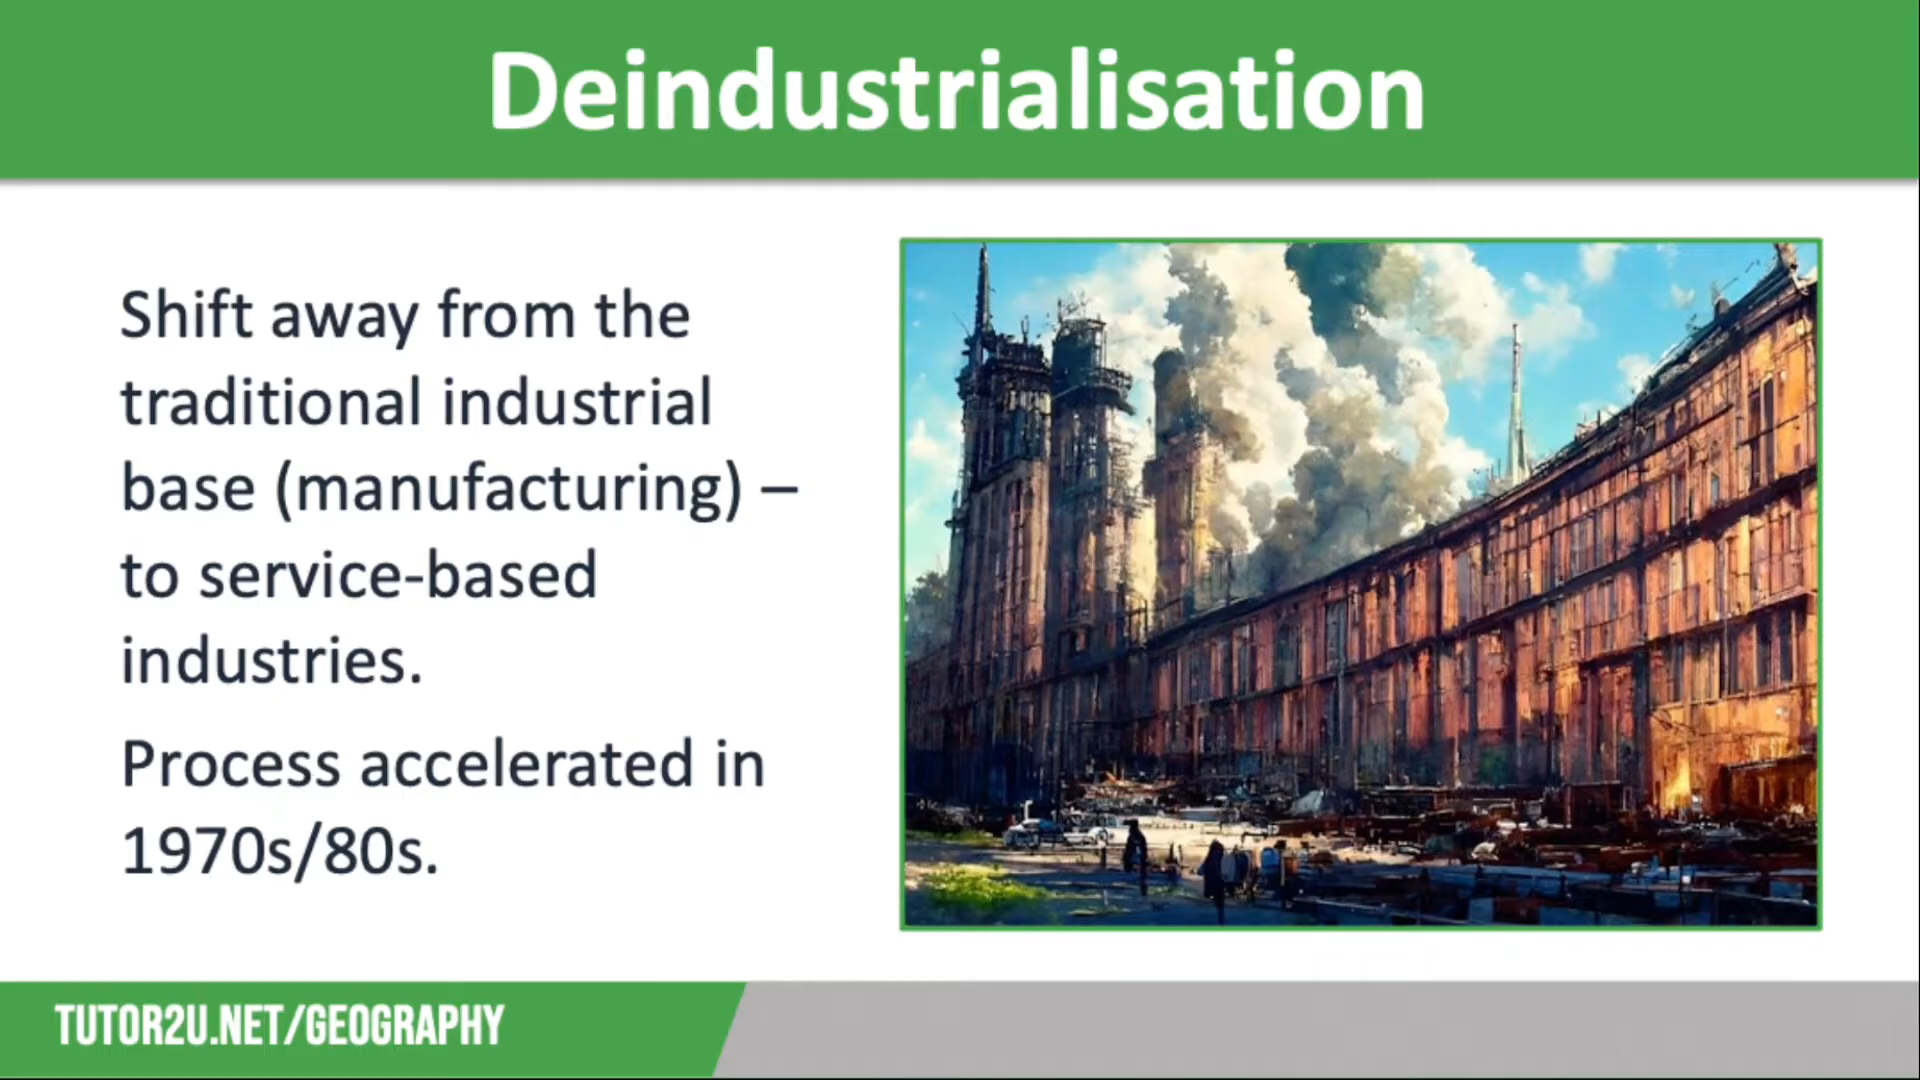 Deindustrialisation
Shift away from the
traditional industrial
base (manufacturing) –
to service-based
industries.
Process accelerated in
1970s/80s.
TUTOR2U.NET/GEOGRAPHY